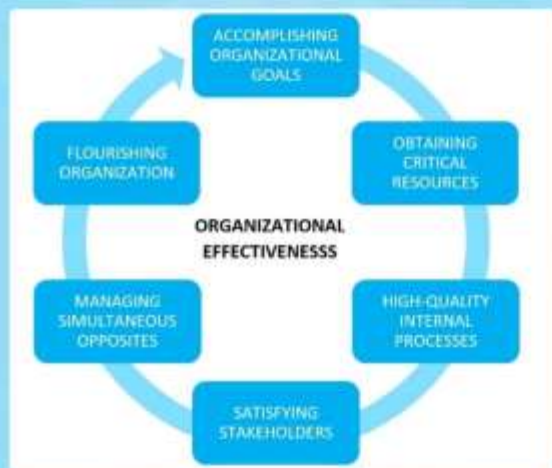 ACCOMPLISHING
ORGANIZATIONAL
GOALS
OBTAINING
CRITICAL
RESOURCES
HIGH-QUALITY
INTERNAL
PROCESSES
SATISFYING
STAKEHOLDERS
MANAGING
SIMULTANEOUS
OPPOSITES
FLOURISHING
ORGANIZATION
ORGANIZATIONAL
EFFECTIVENESSS